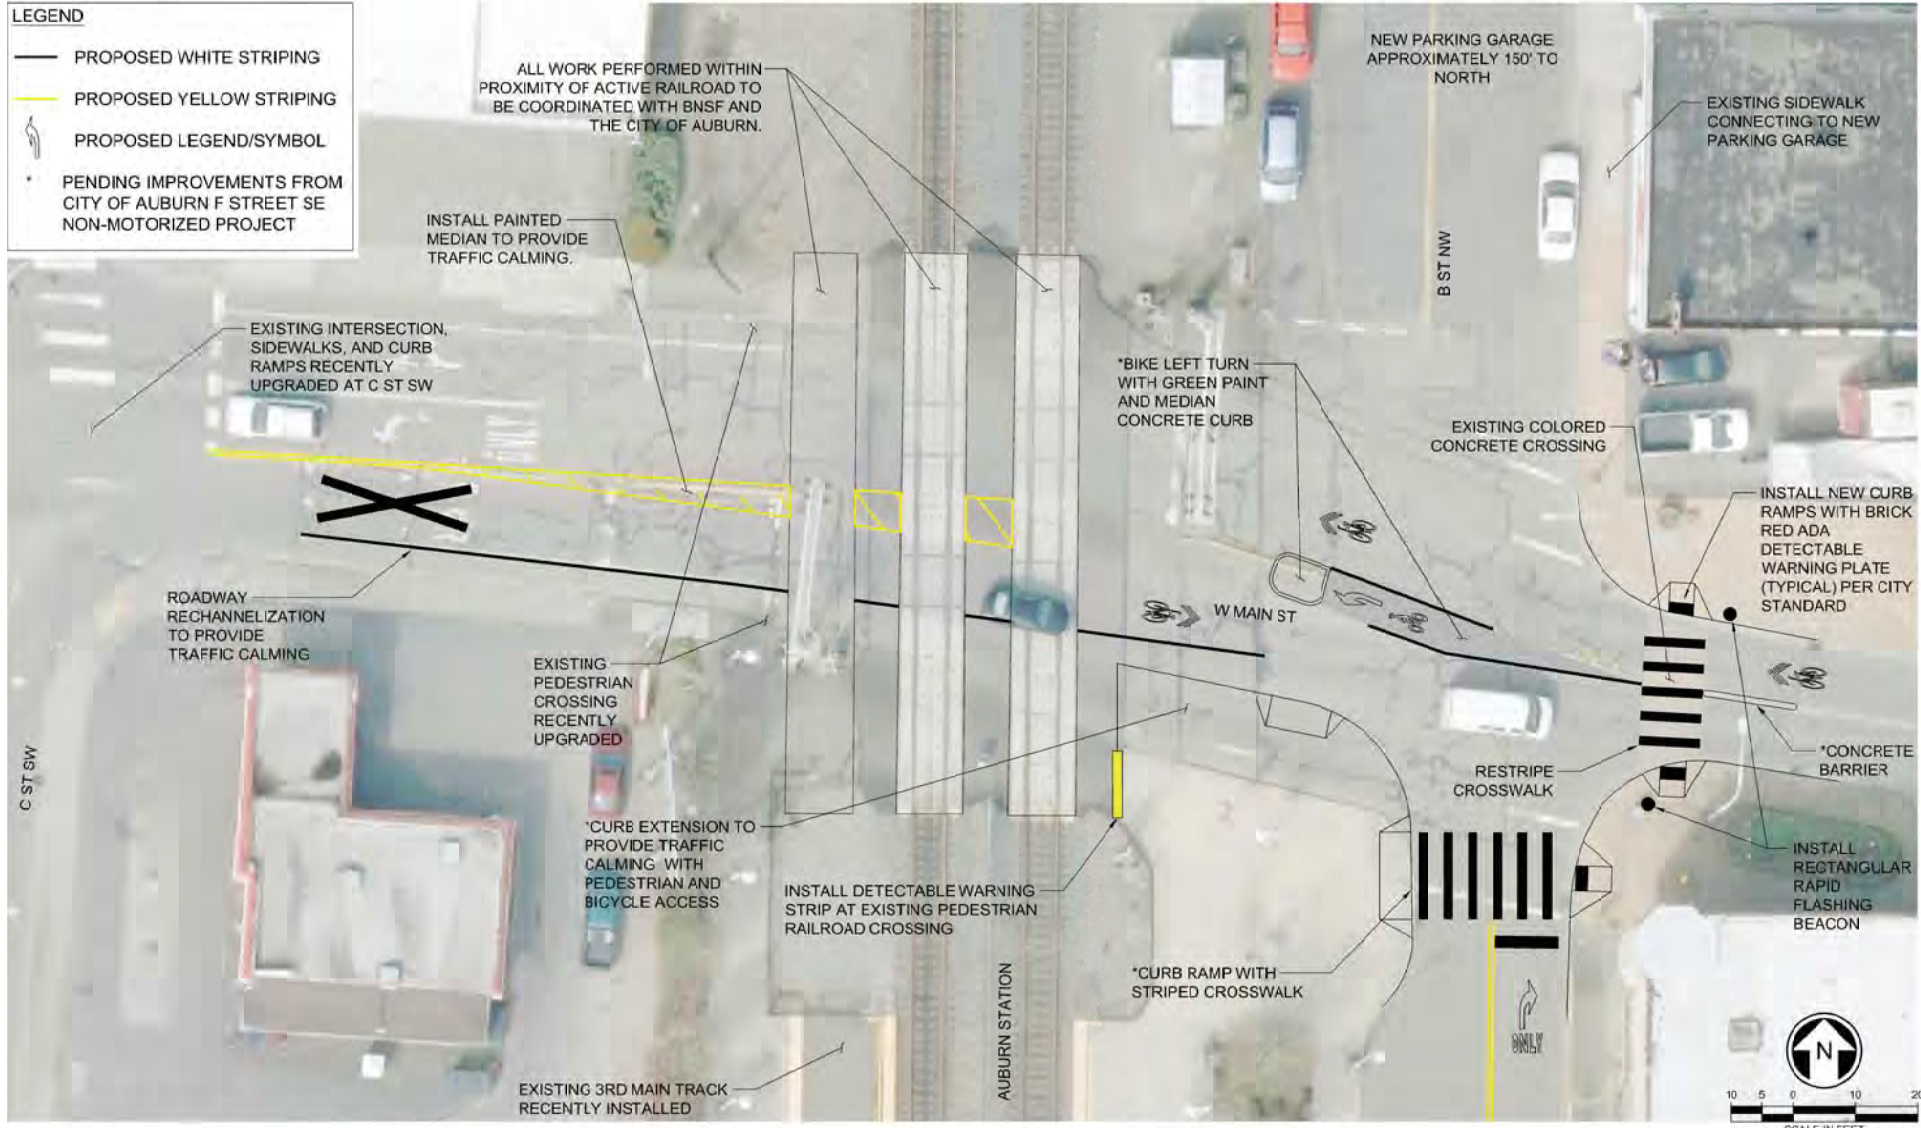 LEGEND
PROPOSED WHITE STRIPING
PROPOSED YELLOW STRIPING
PROPOSED LEGEND/SYMBOL
* PENDING IMPROVEMENTS FROM
CITY OF AUBURN F STREET SE
NON-MOTORIZED PROJECT
ALL WORK PERFORMED WITHIN
PROXIMITY OF ACTIVE RAILROAD TO
BE COORDINATED WITH BNSF AND
THE CITY OF AUBURN.
NEW PARKING GARAGE
APPROXIMATELY 150' TO
NORTH
EXISTING SIDEWALK
CONNECTING TO NEW
PARKING GARAGE
INSTALL PAINTED
MEDIAN TO PROVIDE
TRAFFIC CALMING.
B ST NW
EXISTING INTERSECTION,
SIDEWALKS, AND CURB
RAMPS RECENTLY
UPGRADED AT C ST SW
*BIKE LEFT TURN
WITH GREEN PAINT
AND MEDIAN
CONCRETE CURB
EXISTING COLORED
CONCRETE CROSSING
INSTALL NEW CURB
RAMPS WITH BRICK
RED ADA
DETECTABLE
WARNING PLATE
(TYPICAL) PER CITY
STANDARD
ROADWAY
RECHANNELIZATION
TO PROVIDE
TRAFFIC CALMING
W MAIN ST
EXISTING
PEDESTRIAN
CROSSING
RECENTLY
UPGRADED
C ST SW
RESTRIPE
CROSSWALK
*CONCRETE
BARRIER
*CURB EXTENSION TO
PROVIDE TRAFFIC
CALMING WITH
PEDESTRIAN AND
BICYCLE ACCESS
INSTALL DETECTABLE WARNING
STRIP AT EXISTING PEDESTRIAN
RAILROAD CROSSING
INSTALL
RECTANGULAR
RAPID
FLASHING
BEACON
*CURB RAMP WITH
STRIPED CROSSWALK
AUBURN STATION
ONLY
EXISTING 3RD MAIN TRACK
RECENTLY INSTALLED
N
10 5 0 10 20
SCALE IN FEET